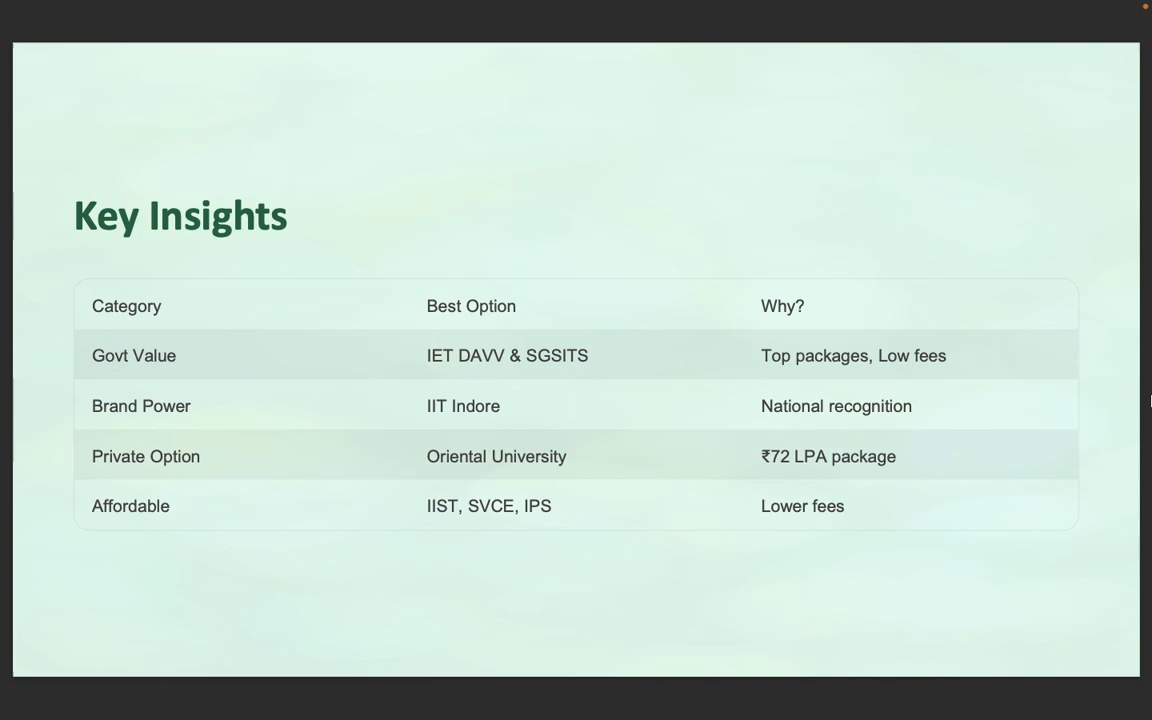 Key Insights
Category Best Option Why?
Govt Value IET DAVV & SGSITS Top packages, Low fees
Brand Power IIT Indore National recognition
Private Option Oriental University ₹72 LPA package
Affordable IIST, SVCE, IPS Lower fees